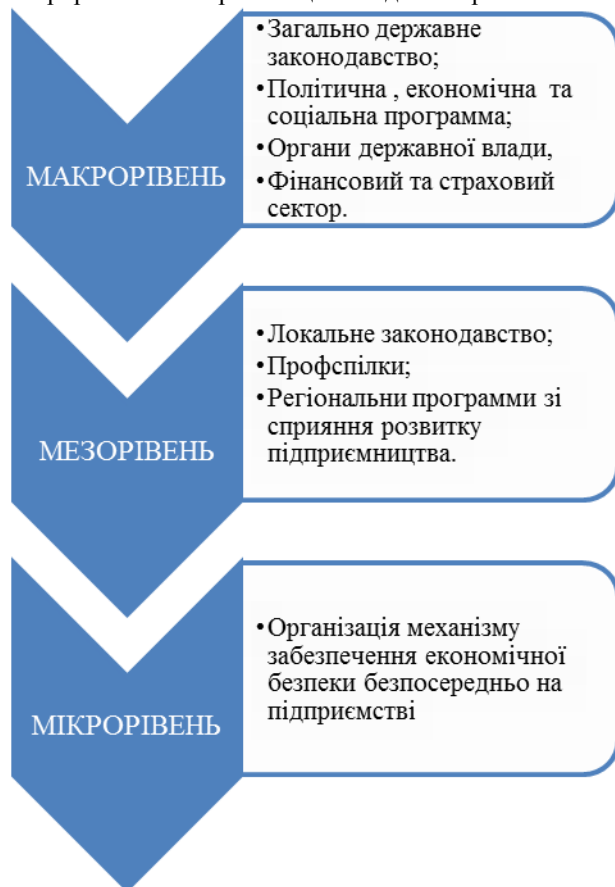 •Загально державне
законодавство;
•Політична , економічна та
соціальна программа;
•Органи державної влади,
•Фінансовий та страховий
сектор.
МАКРОРІВЕНЬ
•Локальне законодавство;
•Профспілки;
•Регіональни программи зі
сприяння розвитку
підприємництва.
МЕЗОРІВЕНЬ
•Організація механізму
забезпечення економічної
безпеки безпосередньо на
підприємстві
МІКРОРІВЕНЬ